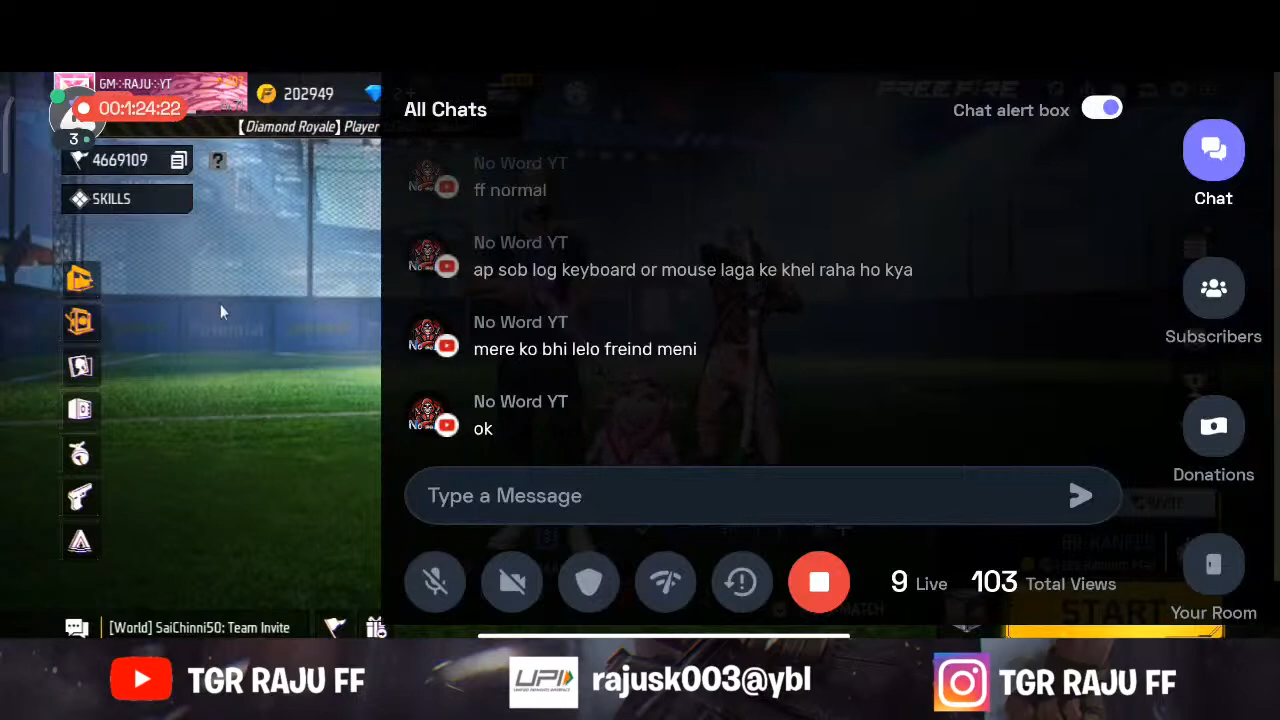 GM∴RAJU∴YT
202949
00:1:24:22
3
【Diamond Royale】Player
4669109
?
SKILLS
All Chats
Chat alert box
FREE FIRE
No Word YT
ff normal
No Word YT
ap sob log keyboard or mouse laga ke khel raha ho kya
No Word YT
mere ko bhi lelo freind meni
No Word YT
ok
Type a Message
9 Live 103 Total Views
Chat
Subscribers
Donations
Your Room
START
[World] SaiChinni50: Team Invite
TGR RAJU FF
UPI
rajusk003@ybl
TGR RAJU FF